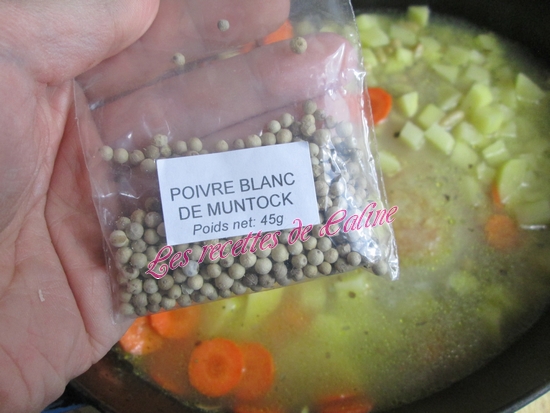 POIVRE BLANC
DE MUNTOCK
Poids net: 45g
Les recettes de Caline